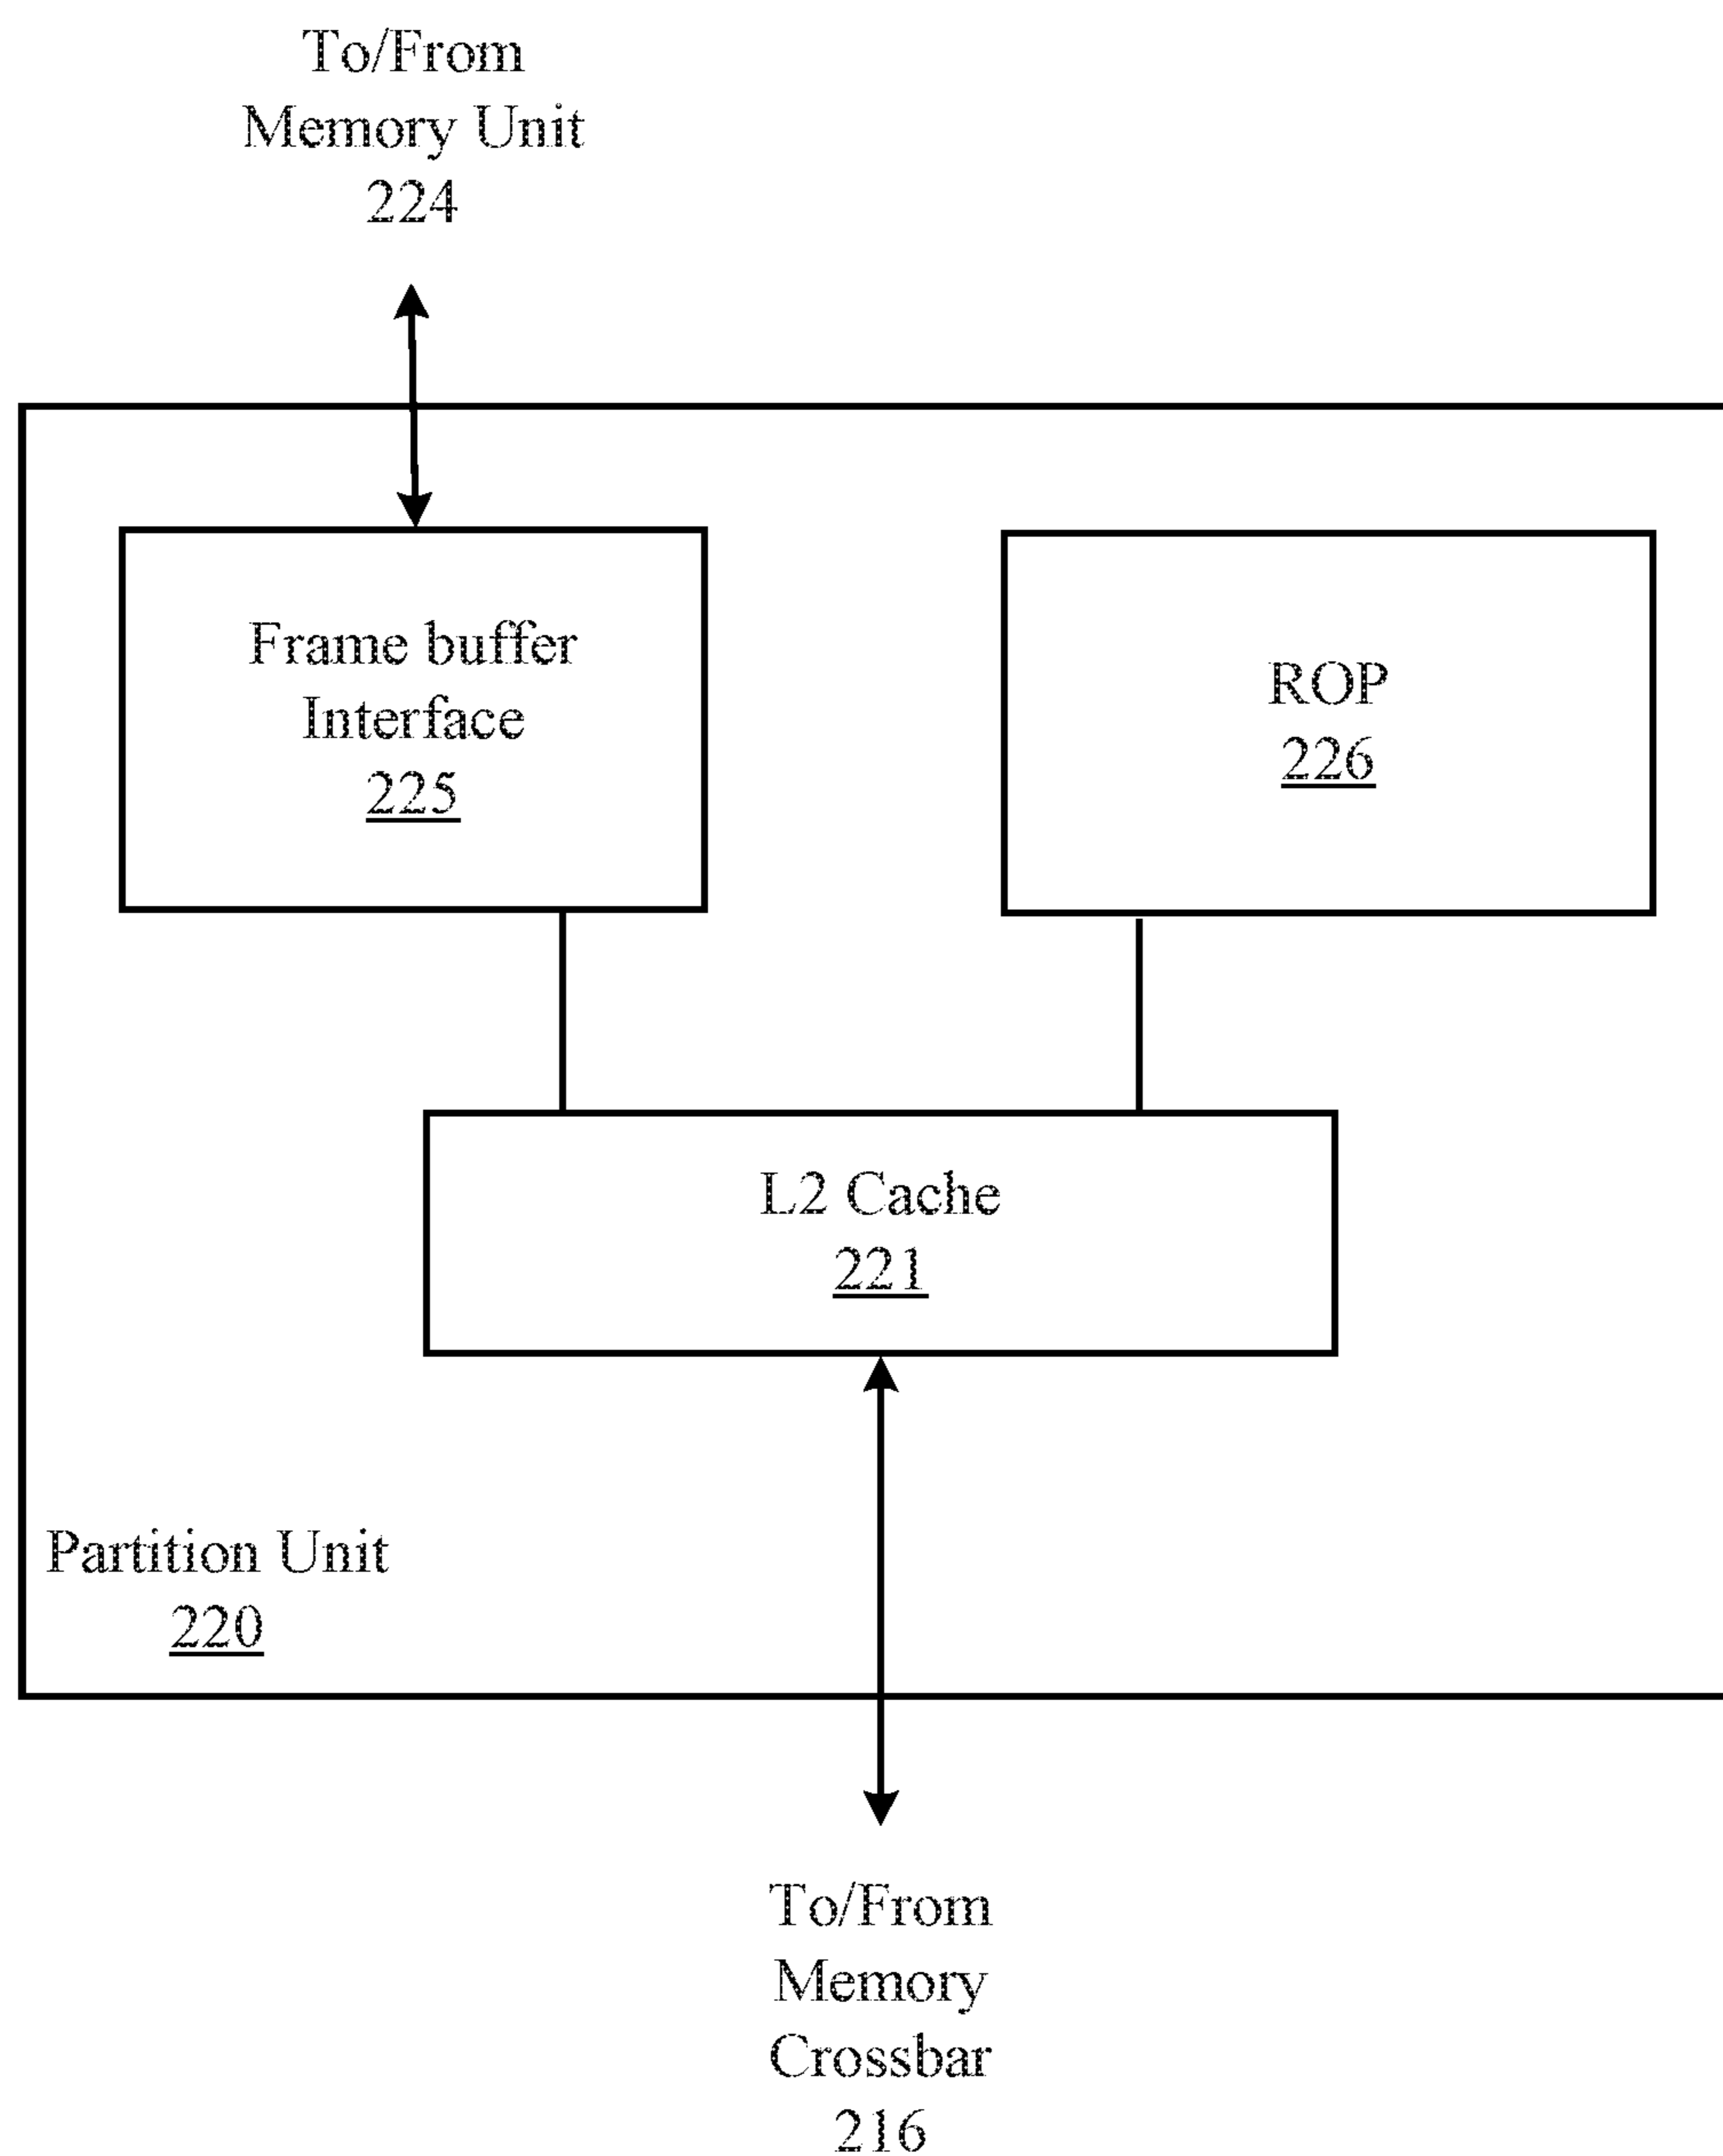 To/From
Memory Unit
224
Frame buffer
Interface
225
ROP
226
L2 Cache
221
Partition Unit
220
To/From
Memory
Crossbar
216